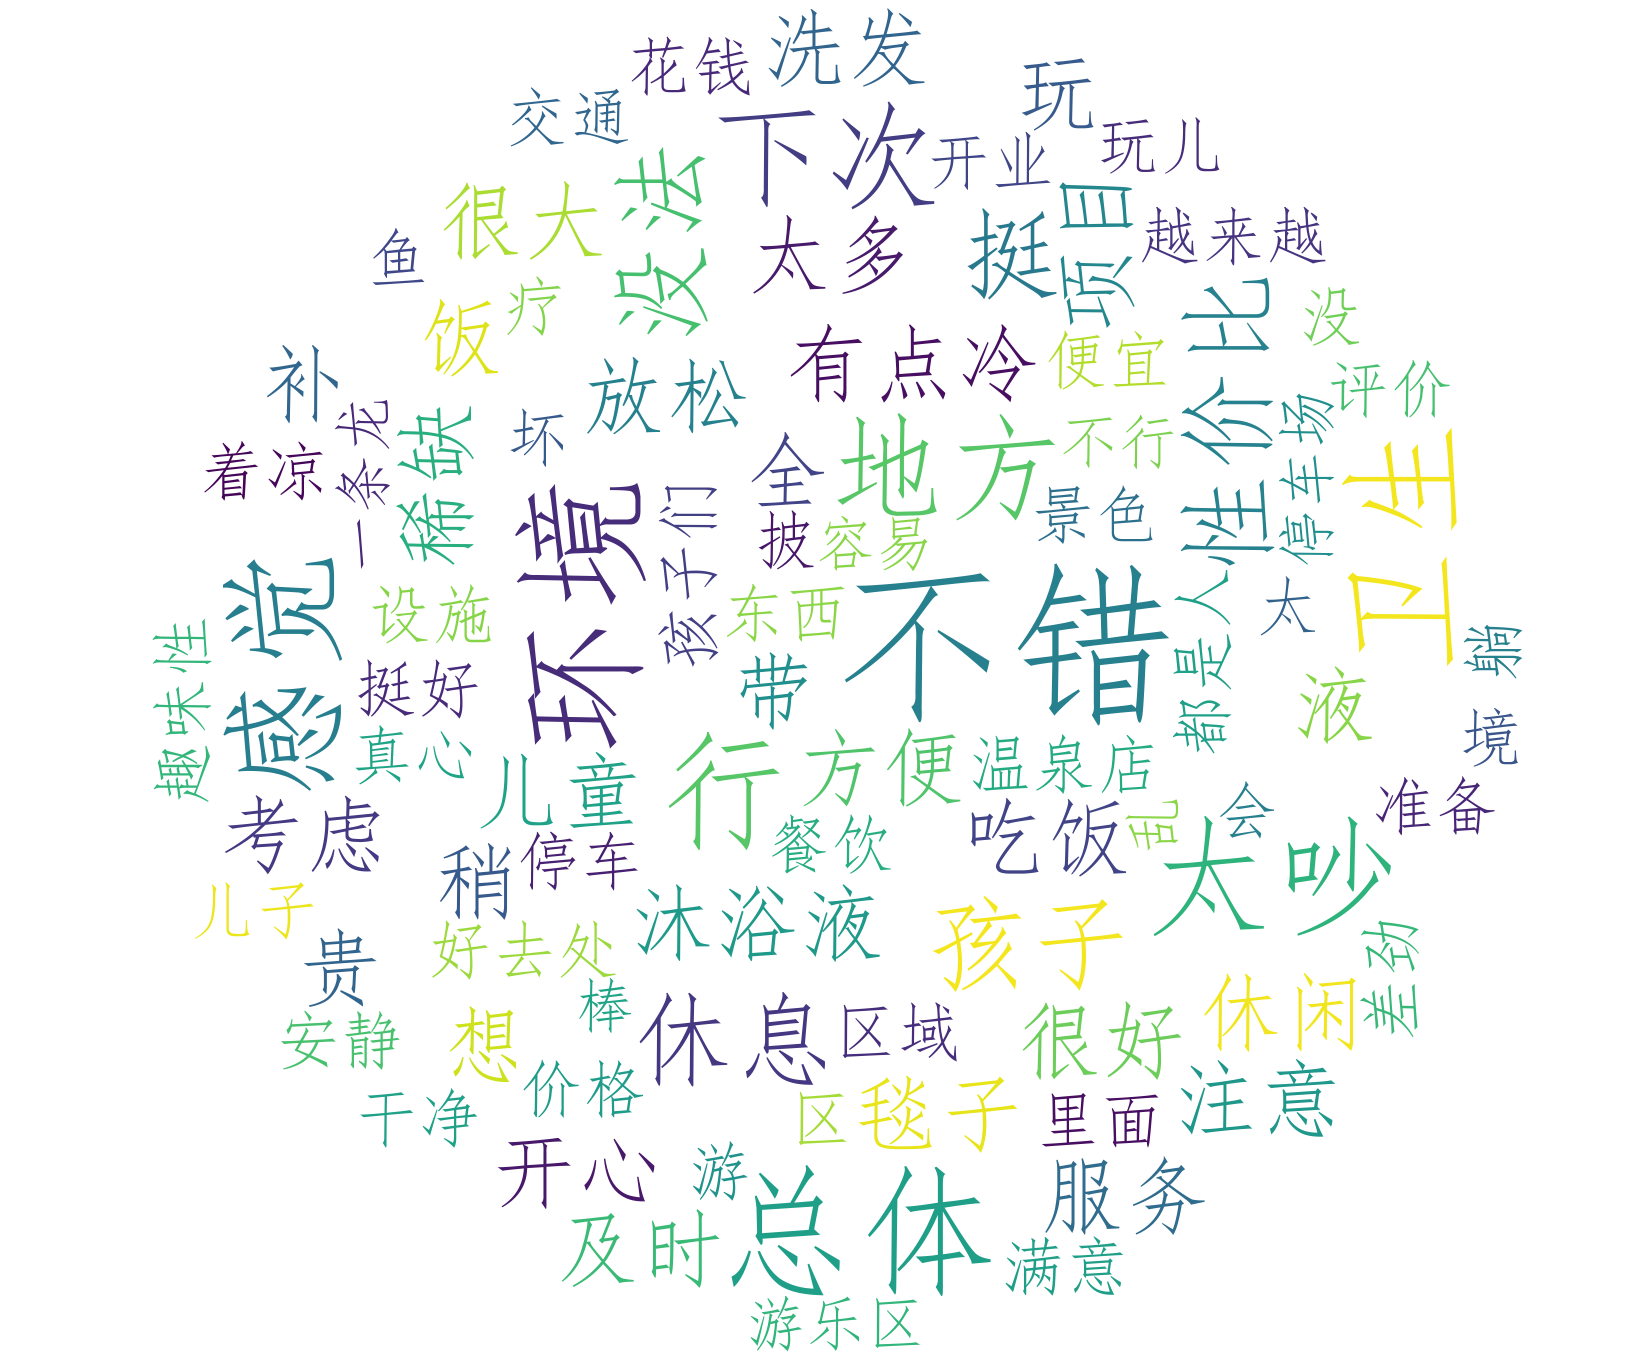 洗发
花钱
玩
交通
下次
开业
玩儿
没法
很大
太多
挺
项目
越来越
鱼
疗
饭
没
有点冷
便宜
性价比
补
放松
评价
一条龙
稀缺
坏
地方
不行
停车场
着凉
全
卫生
环境
孩子们
披
容易
景色
感觉
设施
东西
不错
都是人
太
趣味性
挺好
带
液
躺
境
真心
儿童
行
方便
温泉店
考虑
餐饮
吃饭
乱
会
准备
稍
停车
太吵
儿子
沐浴液
孩子
好去处
差劲
贵
棒
休息
区域
很好
休闲
安静
想
价格
区
毯子
里面
注意
干净
开心
游
总体
服务
及时
满意
游乐区